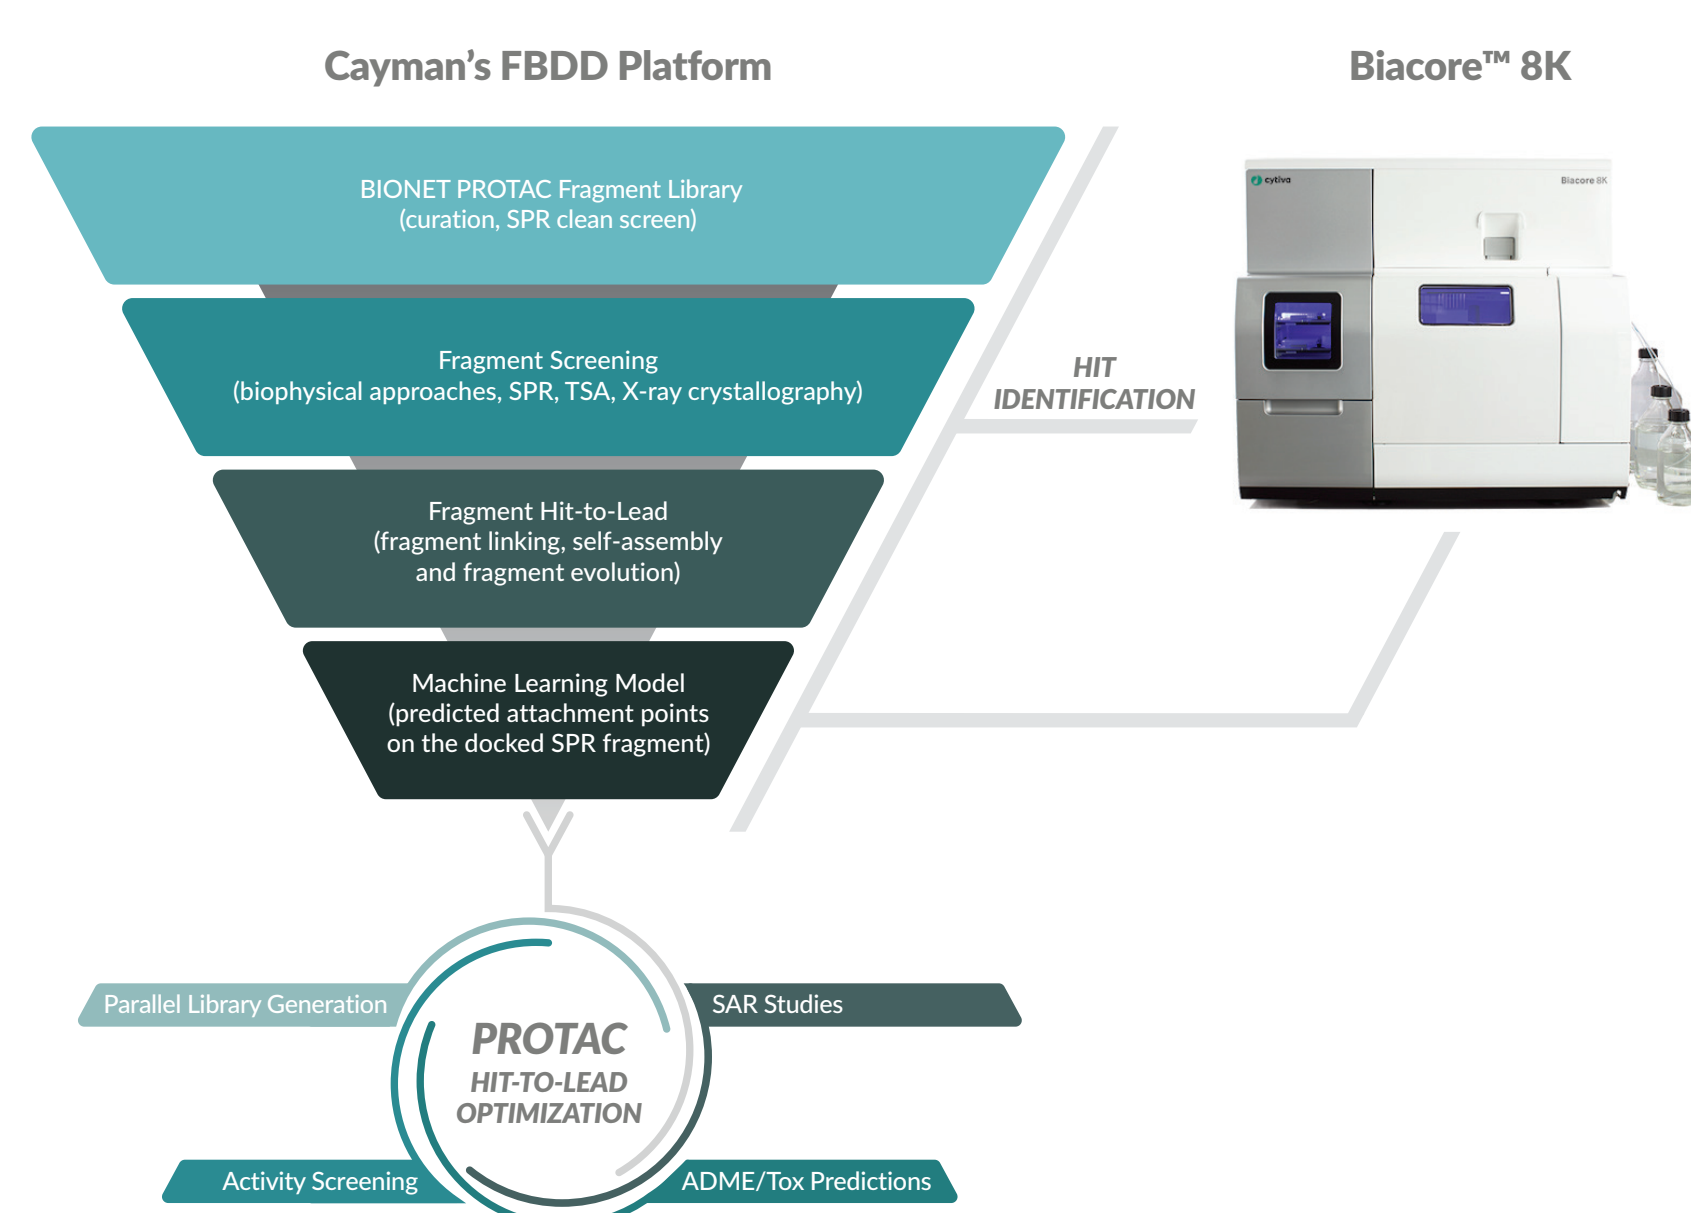 Cayman’s FBDD Platform
Biacore™ 8K
BIONET PROTAC Fragment Library
(curation, SPR clean screen)
cytiva
Biacore 8K
Fragment Screening
(biophysical approaches, SPR, TSA, X-ray crystallography)
HIT
IDENTIFICATION
Fragment Hit-to-Lead
(fragment linking, self-assembly
and fragment evolution)
Machine Learning Model
(predicted attachment points
on the docked SPR fragment)
Parallel Library Generation
SAR Studies
PROTAC
HIT-TO-LEAD
OPTIMIZATION
Activity Screening
ADME/Tox Predictions